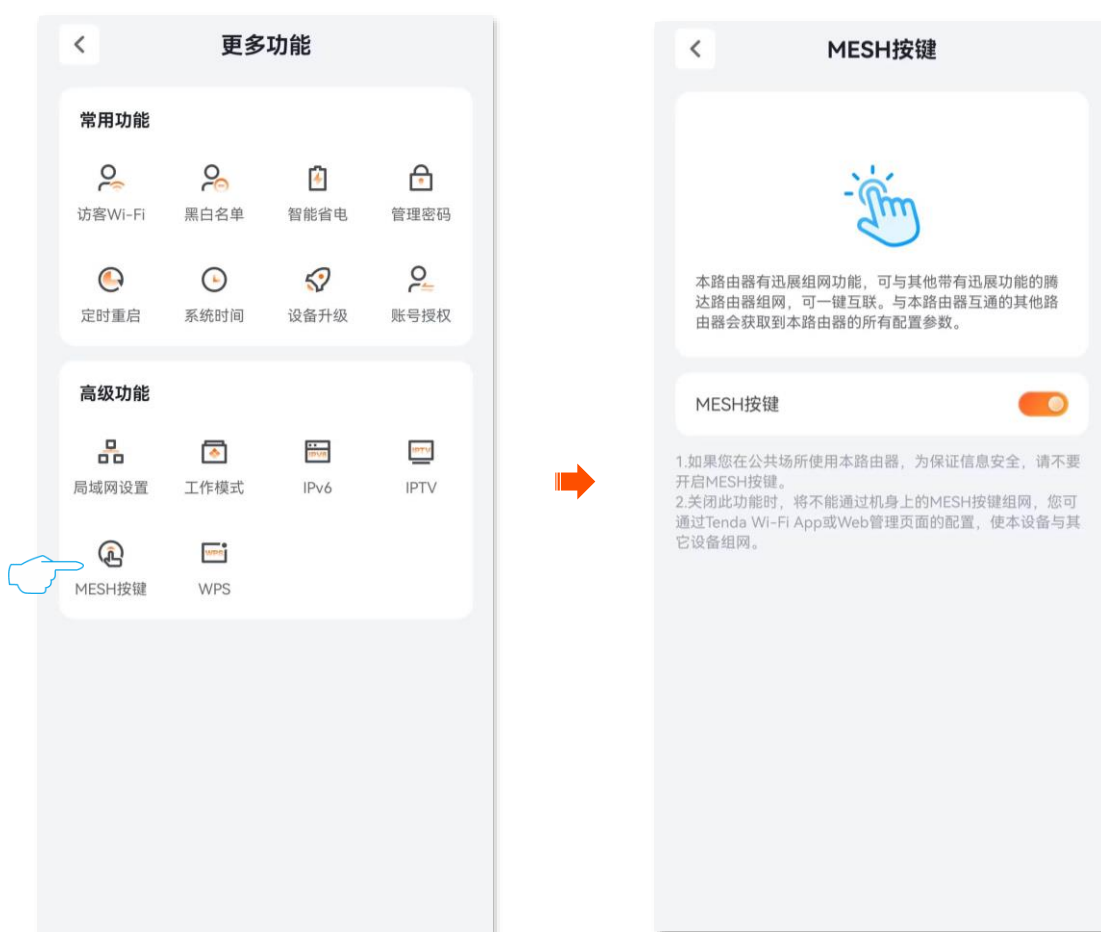 更多功能
常用功能
访客Wi-Fi
黑白名单
智能省电
管理密码
定时重启
系统时间
设备升级
账号授权
高级功能
局域网设置
工作模式
IPV6
IPv6
IPTV
IPTV
MESH按键
WPS
WPS
MESH按键
本路由器有迅展组网功能，可与其他带有迅展功能的腾
达路由器组网，可一键互联。与本路由器互通的其他路
由器会获取到本路由器的所有配置参数。
MESH按键
1.如果您在公共场所使用本路由器，为保证信息安全，请不要
开启MESH按键。
2.关闭此功能时，将不能通过机身上的MESH按键组网，您可
通过Tenda Wi-Fi App或Web管理页面的配置，使本设备与其
它设备组网。